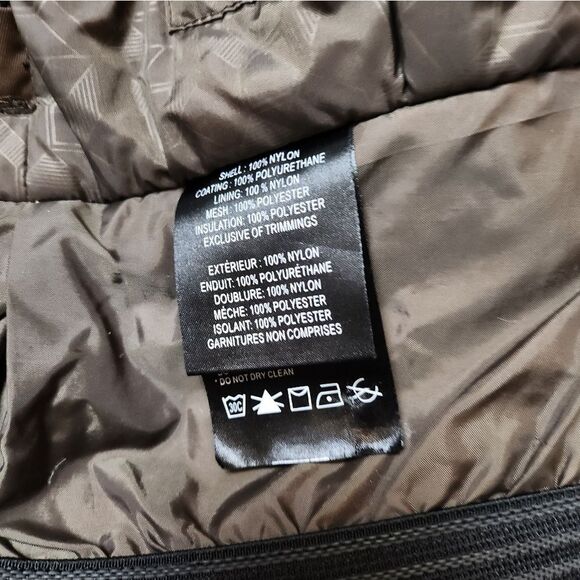 SHELL : 100% NYLON
COATING : 100% POLYURETHANE
LINING : 100 % NYLON
MESH : 100% POLYESTER
INSULATION : 100% POLYESTER
EXCLUSIVE OF TRIMMINGS
EXTÉRIEUR : 100% NYLON
ENDUIT: 100% POLYURÉTHANE
DOUBLURE : 100% NYLON
MÈCHE : 100% POLYESTER
ISOLANT: 100% POLYESTER
GARNITURES NON COMPRISES
* DO NOT DRY CLEAN
30C